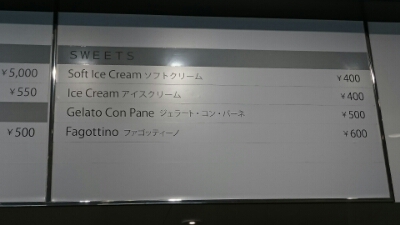 ¥5,000
¥550
¥500
SWEETS
Soft Ice Cream ソフトクリーム ¥400
Ice Cream アイスクリーム ¥400
Gelato Con Pane ジェラート・コン・パーネ ¥500
Fagottino ファゴッティーノ ¥600